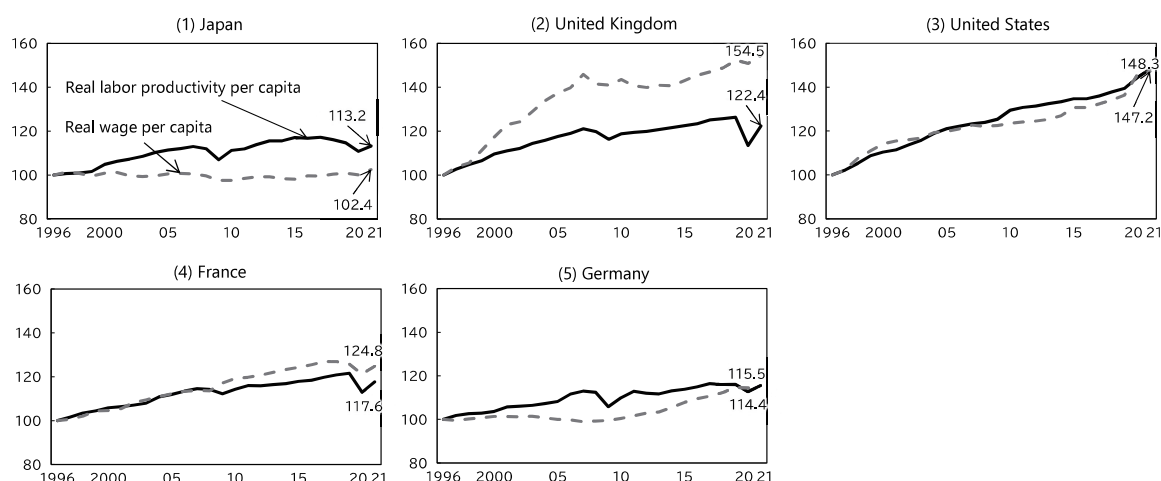 (1) Japan
160
140
120
100
80
Real labor productivity per capita
Real wage per capita
113.2
102.4
1996 2000 05 10 15 20 21
(2) United Kingdom
160
140
120
100
80
154.5
122.4
1996 2000 05 10 15 20 21
(3) United States
160
140
120
100
80
148.3
147.2
1996 2000 05 10 15 20 21
(4) France
160
140
120
100
80
124.8
117.6
1996 2000 05 10 15 20 21
(5) Germany
160
140
120
100
80
115.5
114.4
1996 2000 05 10 15 20 21